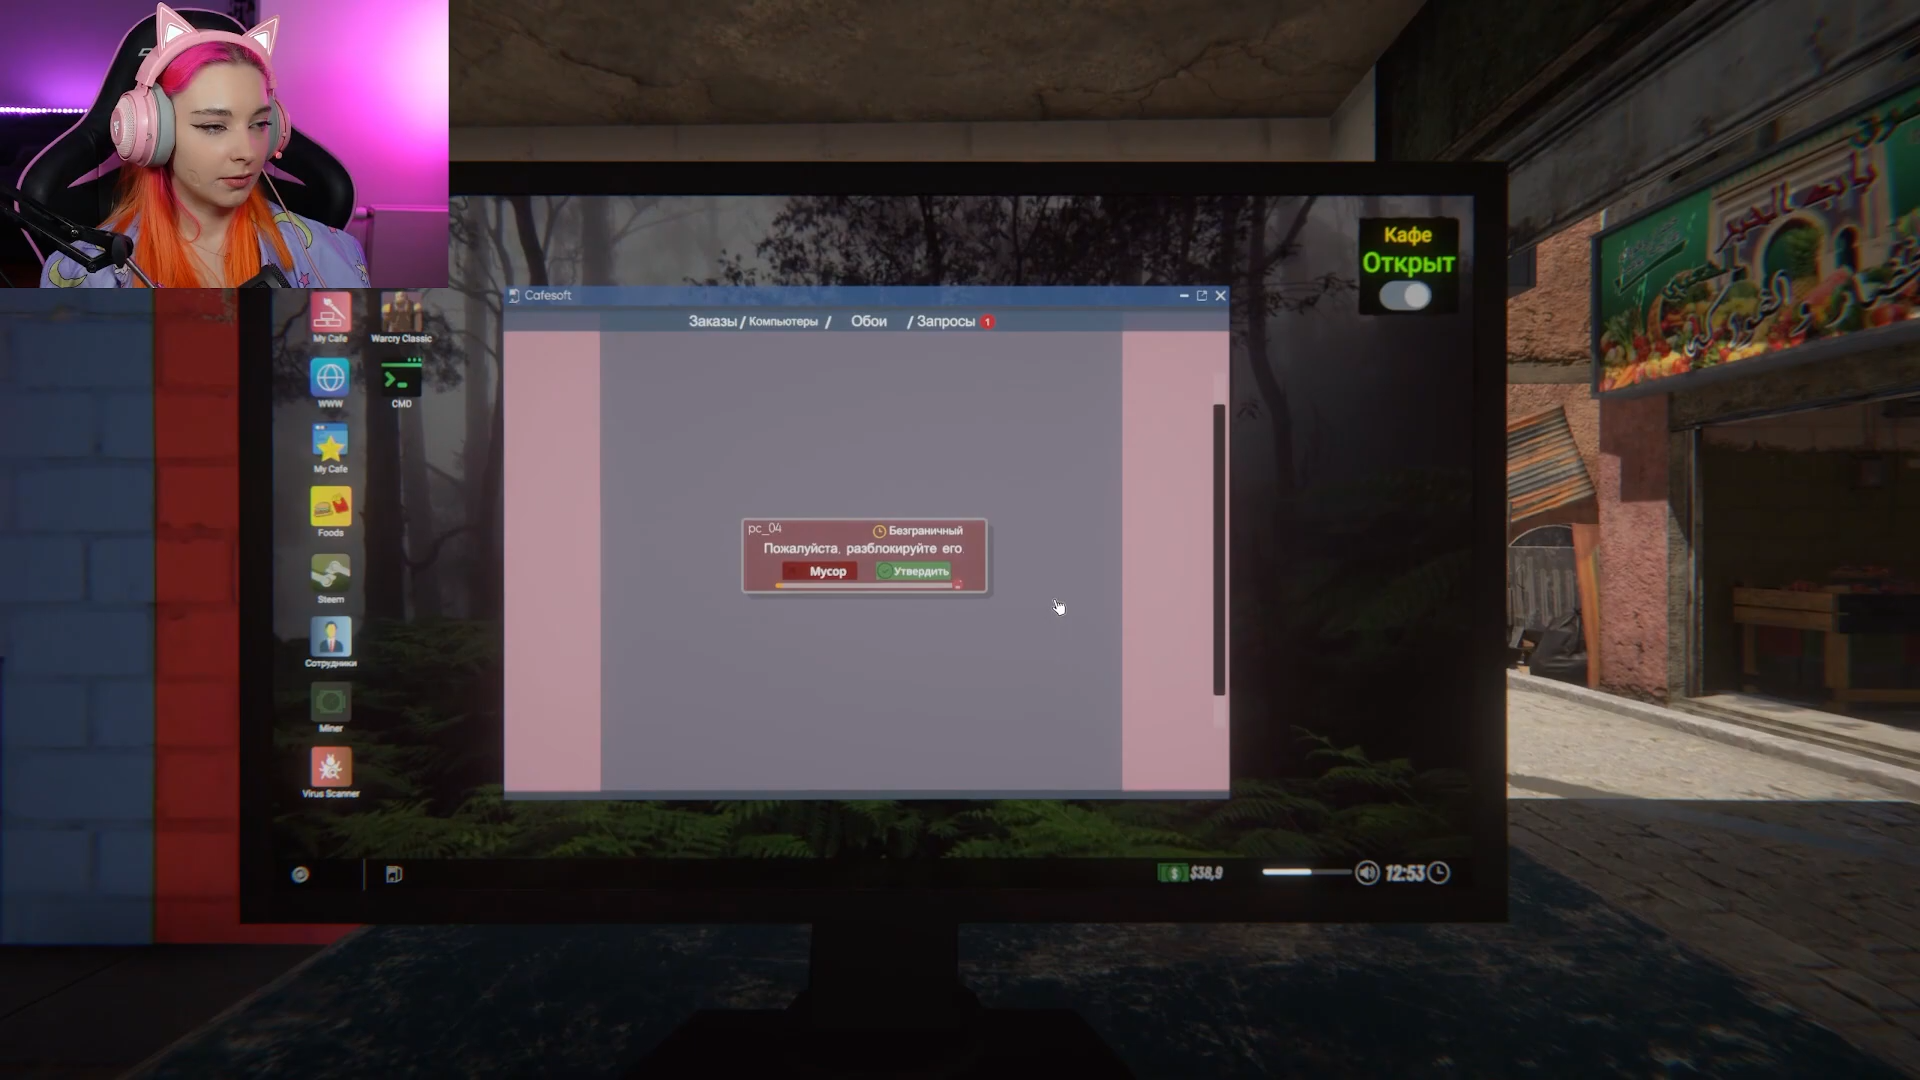 Кафе
Открыт
Cafesoft
Заказы / Компьютеры / Обои / Запросы 1
My Cafe
Warcry Classic
WWW
CMD
My Cafe
Foods
Steem
Сотрудники
Miner
Virus Scanner
pc_04
Безграничный
Пожалуйста, разблокируйте его
Мусор
Утвердить
$38,9
12:53